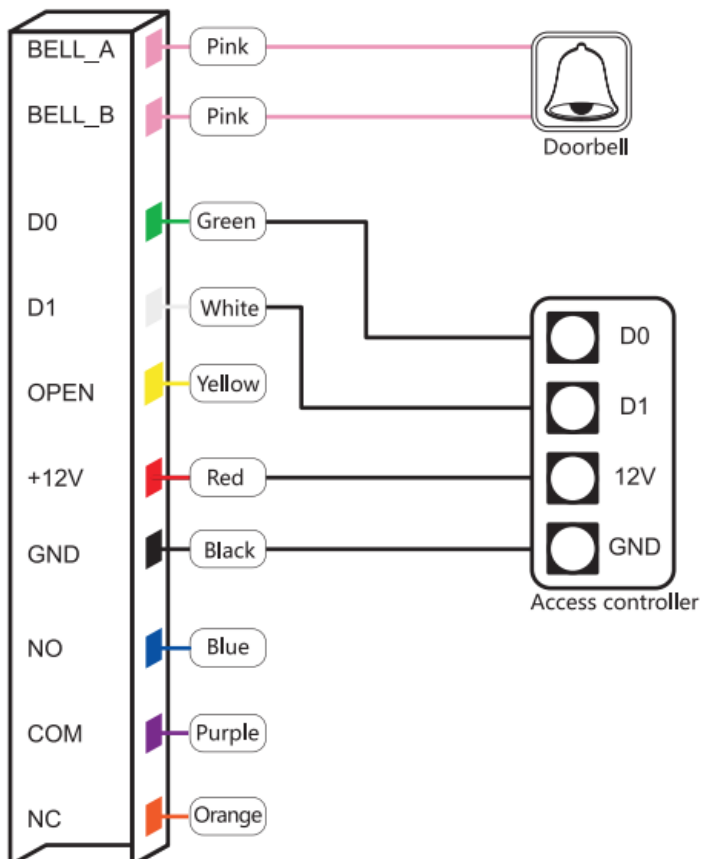 BELL_A Pink
BELL_B Pink
Doorbell
D0 Green
D1 White
D0
OPEN Yellow
D1
+12V Red 12V
GND Black GND
Access controller
NO Blue
COM Purple
NC Orange